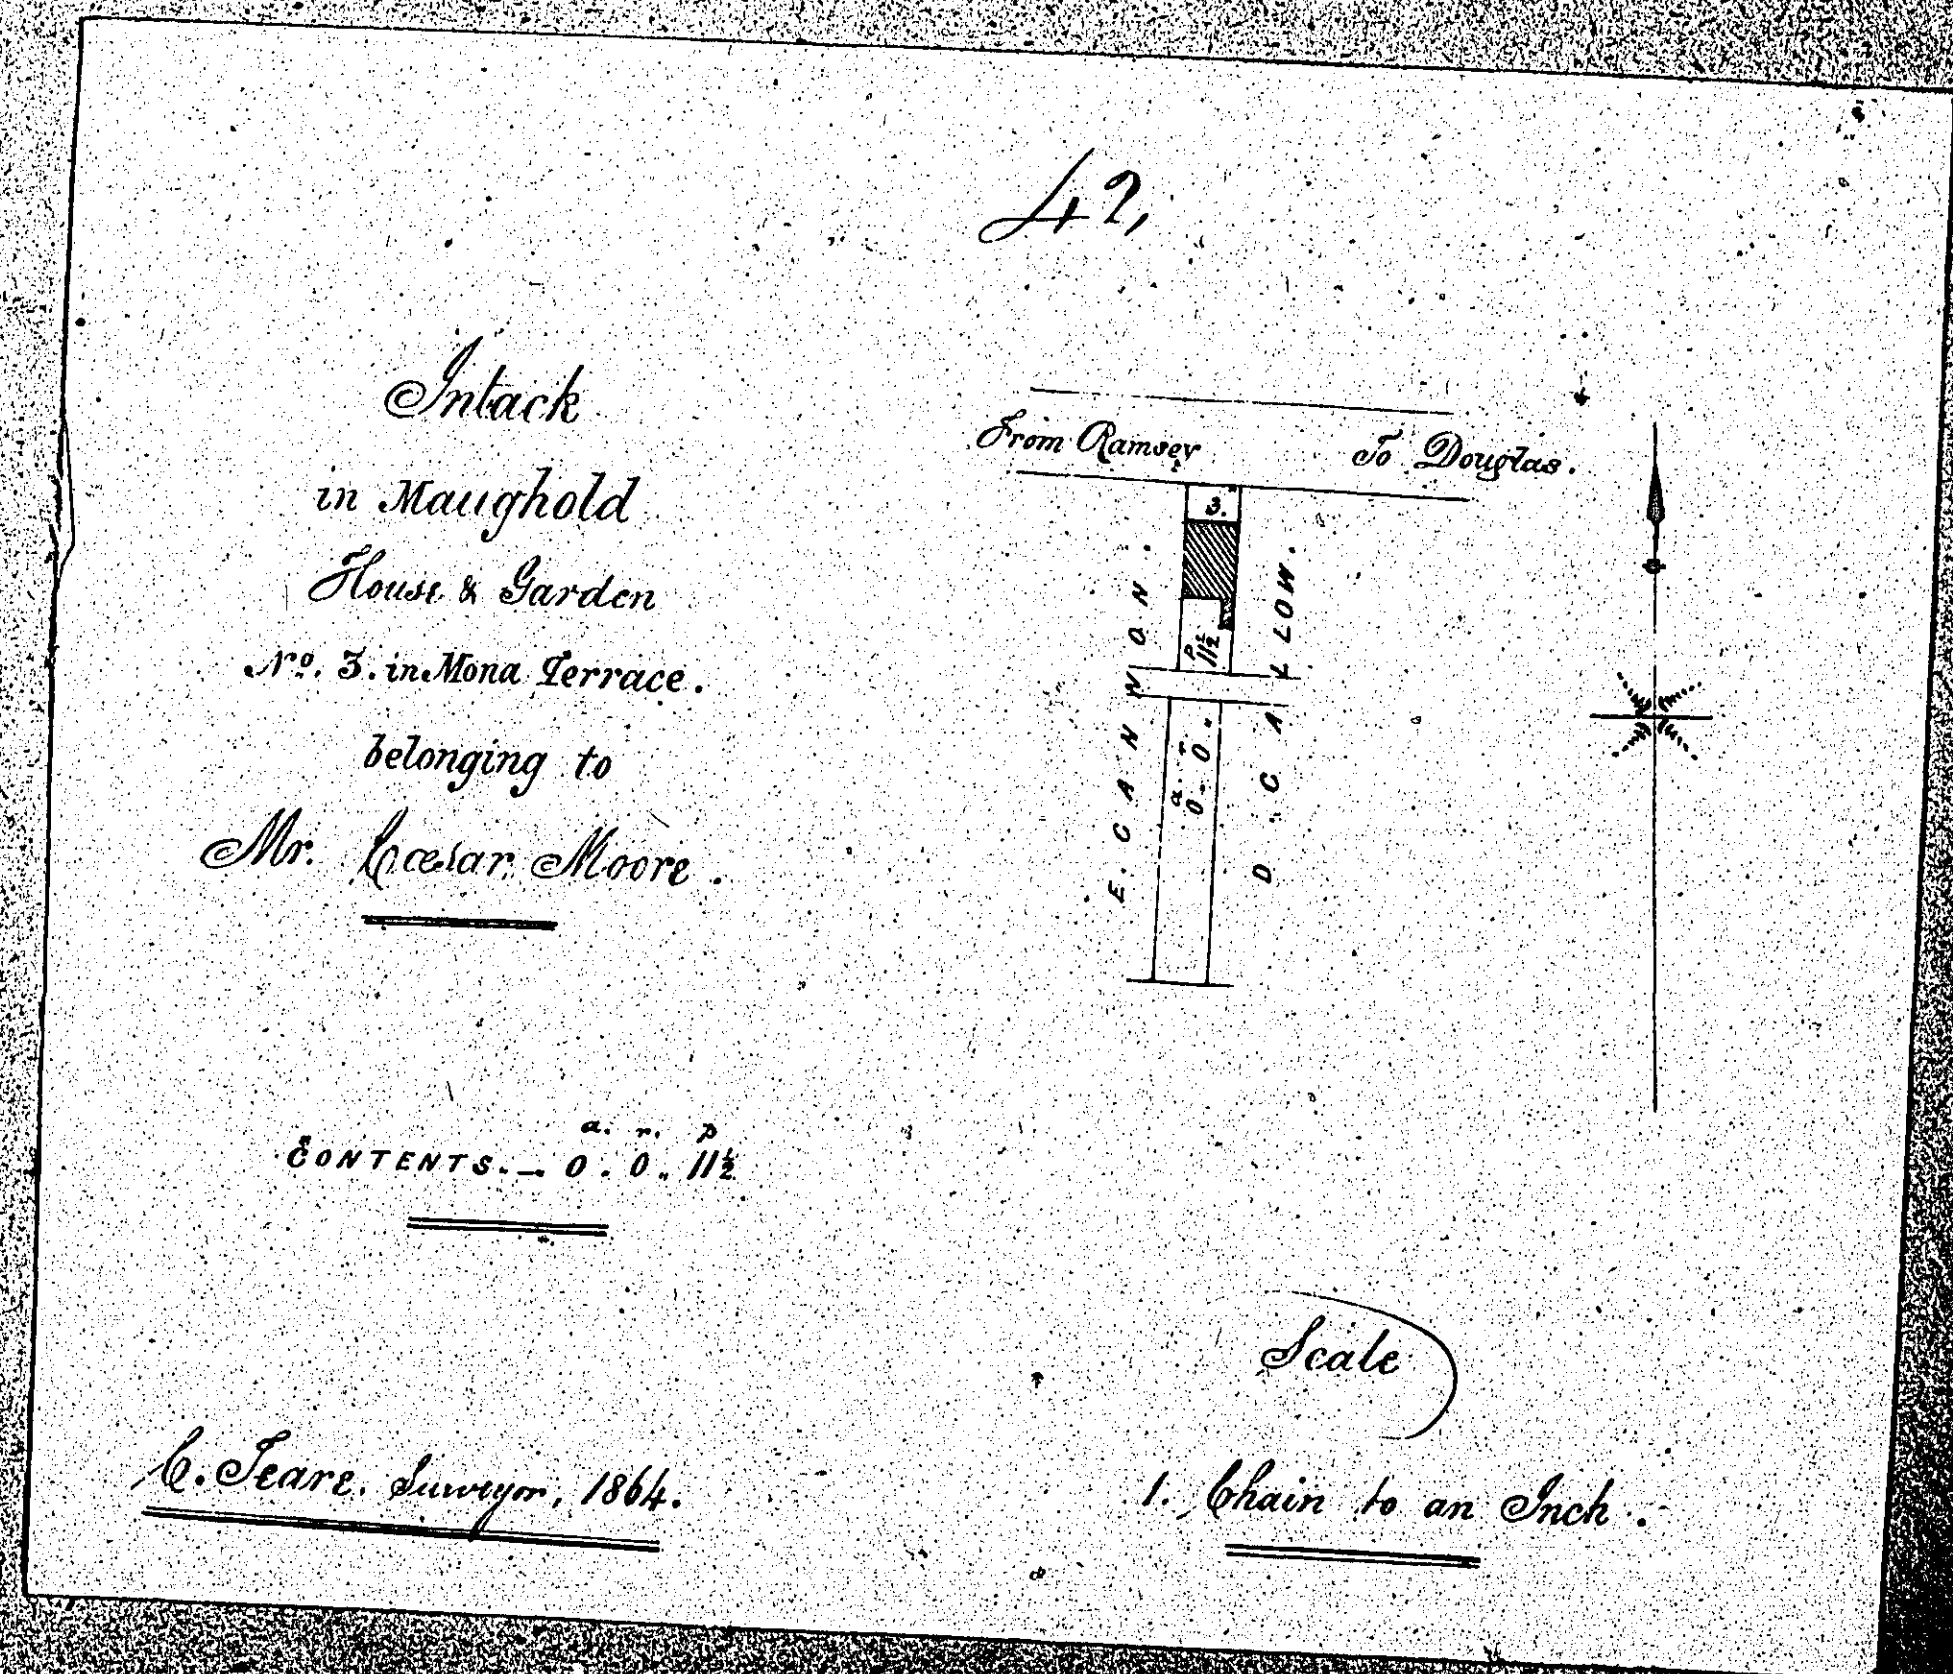 42,
Intack
in Maughold
House & Garden
No. 3. in Mona Terrace.
belonging to
Mr. Cæsar Moore.
From Ramsey To Douglas.
3.
E. CANNON.
D. CALLOW.
a. r. p
0 - 0. 11½
a. r. p
CONTENTS. — 0. 0. 11½
Scale
1. Chain to an Inch.
C. Teare. Surveyor, 1864.